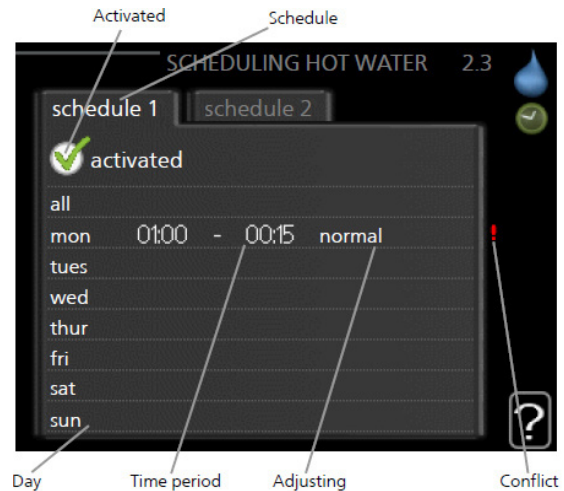 Activated Schedule
SCHEDULING HOT WATER 2.3
schedule 1 schedule 2
activated
all
mon 01:00 - 00:15 normal !
tues
wed
thur
fri
sat
sun
?
Day Time period Adjusting Conflict